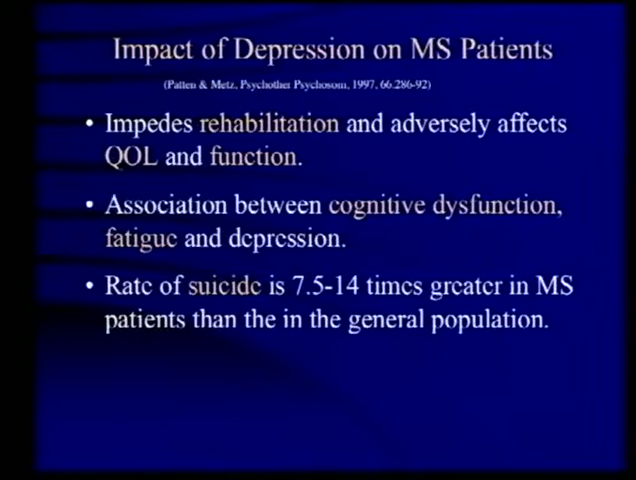 Impact of Depression on MS Patients
(Patten & Metz, Psychother Psychosom, 1997, 66:286-92)
• Impedes rehabilitation and adversely affects
QOL and function.
• Association between cognitive dysfunction,
fatigue and depression.
• Rate of suicide is 7.5-14 times greater in MS
patients than the in the general population.